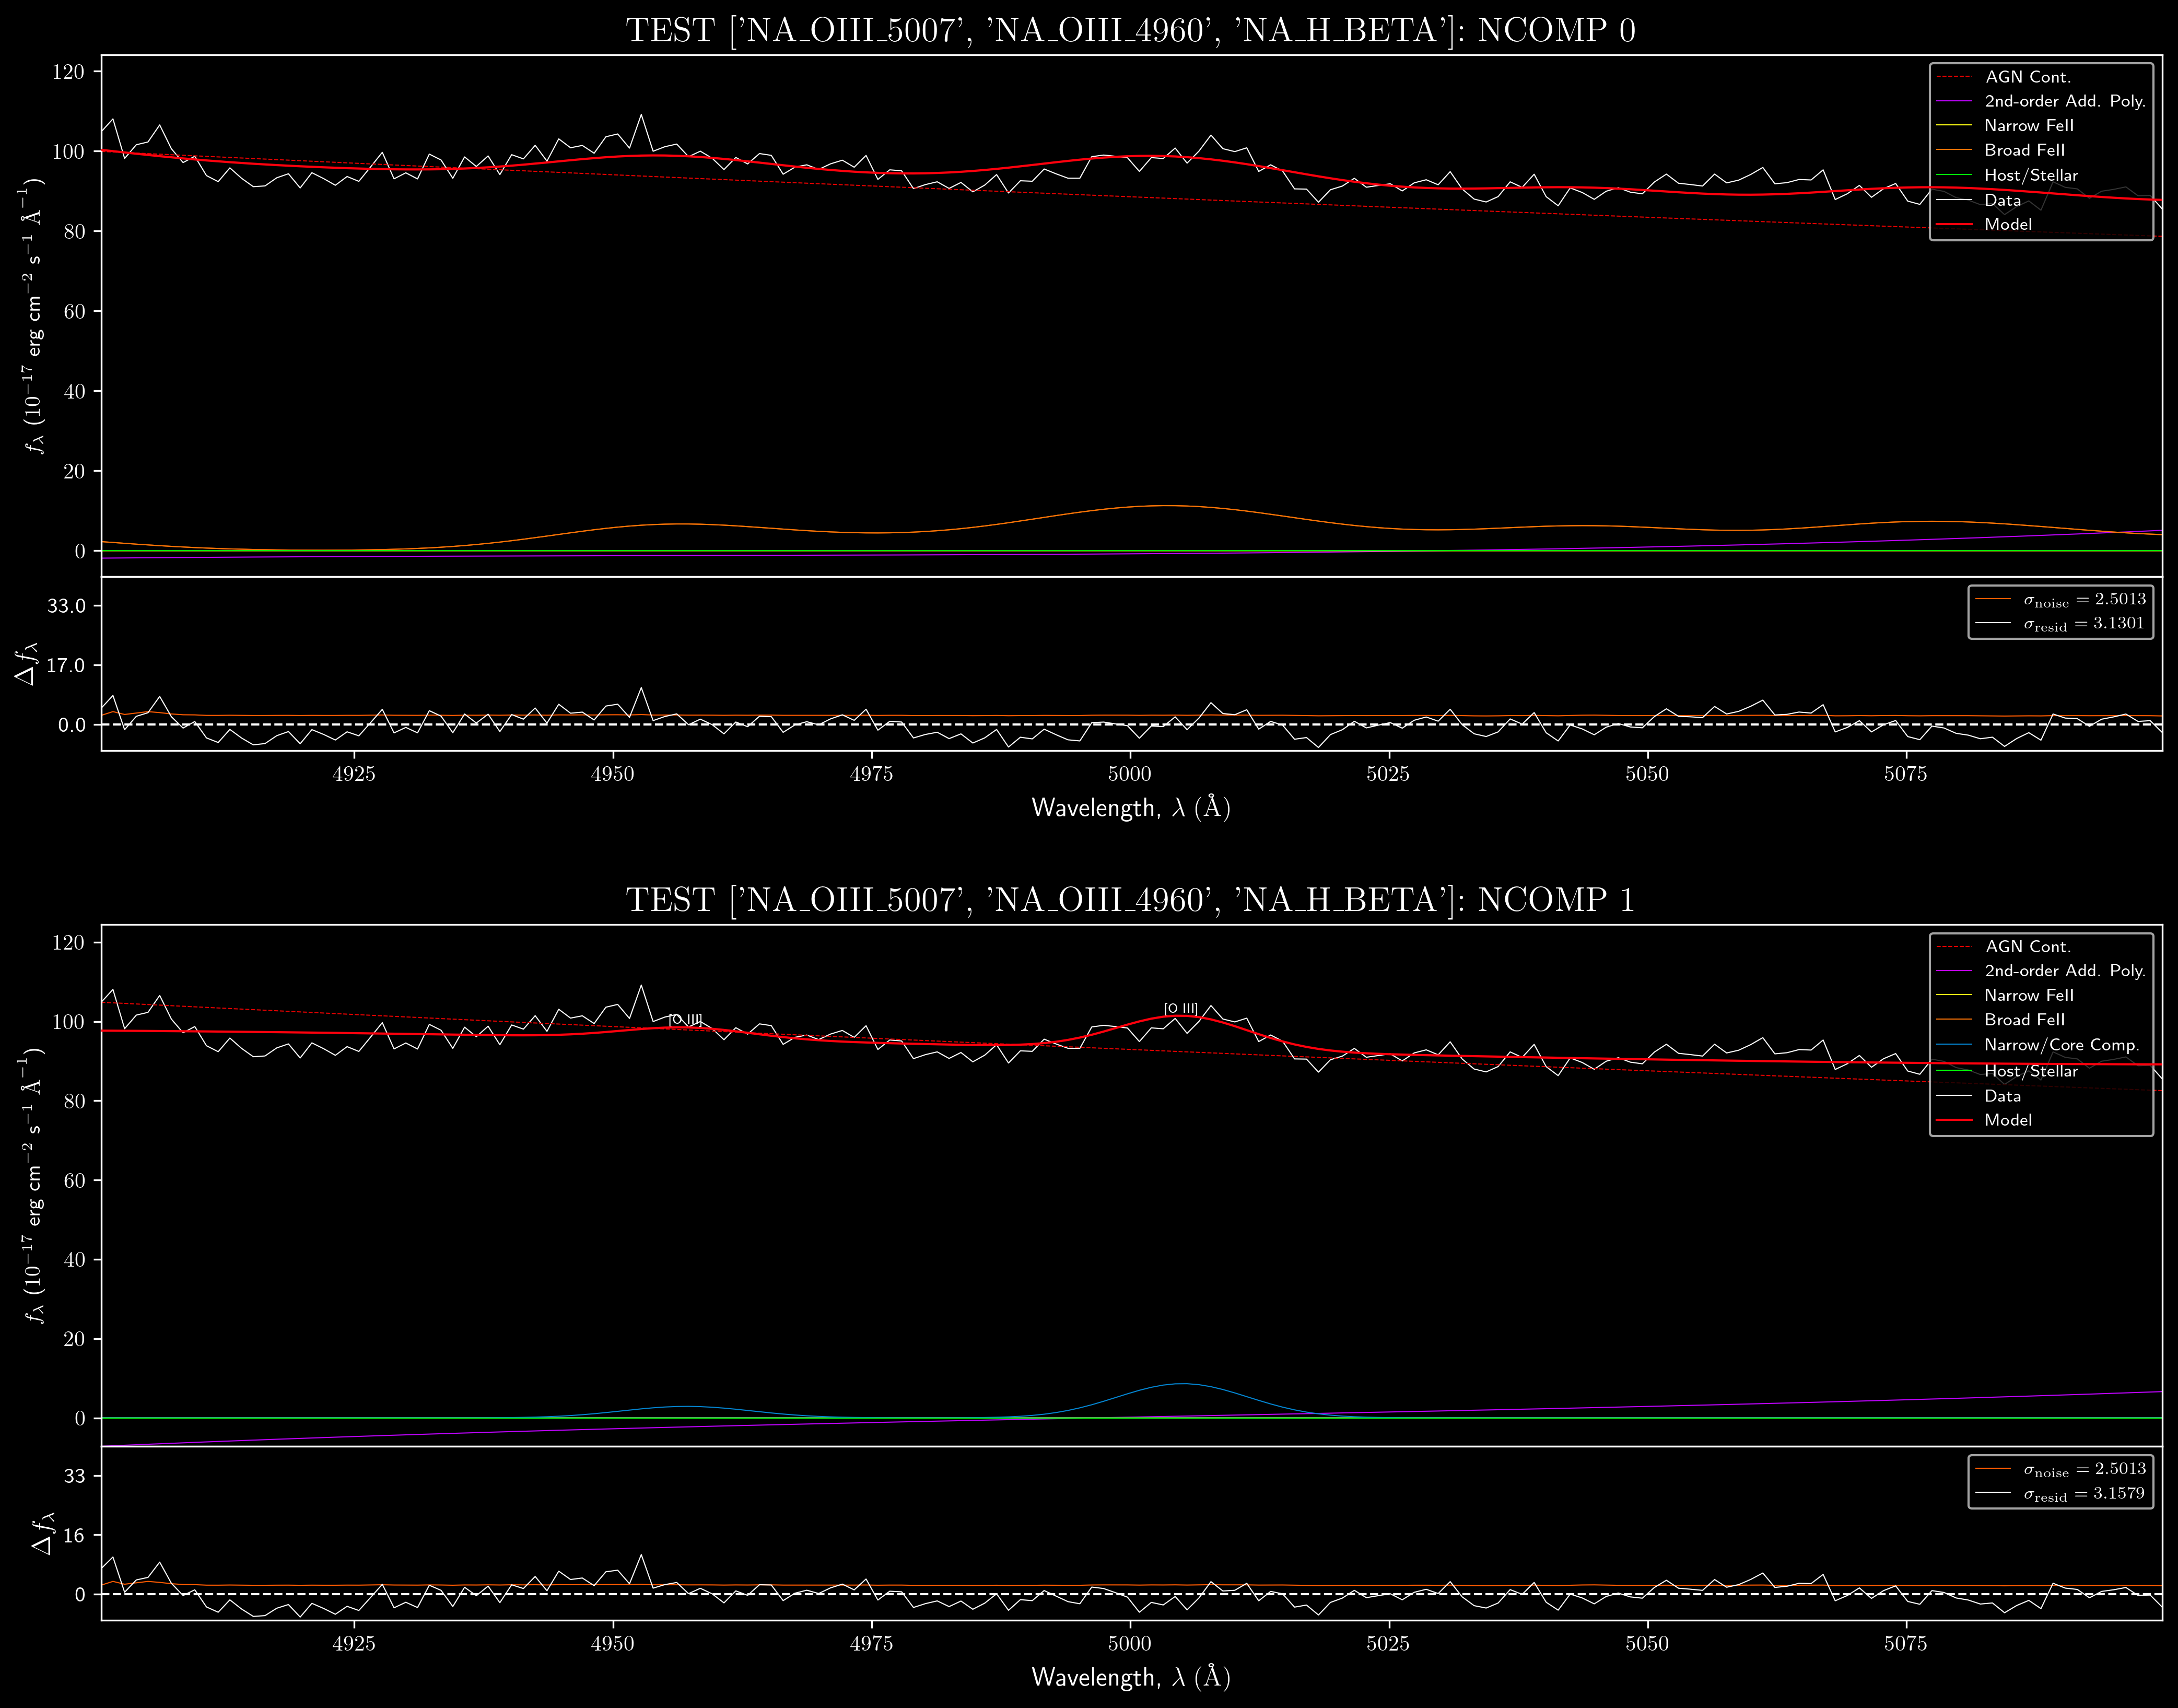 TEST ['NA_OIII_5007', 'NA_OIII_4960', 'NA_H_BETA']: NCOMP 0
120
100
80
60
40
20
0
f_λ (10^−17 erg cm^−2 s^−1 Å^−1)
AGN Cont.
2nd-order Add. Poly.
Narrow FeII
Broad FeII
Host/Stellar
Data
Model
33.0
17.0
0.0
Δf_λ
σ_noise = 2.5013
σ_resid = 3.1301
4925 4950 4975 5000 5025 5050 5075
Wavelength, λ (Å)
TEST ['NA_OIII_5007', 'NA_OIII_4960', 'NA_H_BETA']: NCOMP 1
120
100
80
60
40
20
0
f_λ (10^−17 erg cm^−2 s^−1 Å^−1)
[O III]
[O III]
AGN Cont.
2nd-order Add. Poly.
Narrow FeII
Broad FeII
Narrow/Core Comp.
Host/Stellar
Data
Model
33
16
0
Δf_λ
σ_noise = 2.5013
σ_resid = 3.1579
4925 4950 4975 5000 5025 5050 5075
Wavelength, λ (Å)